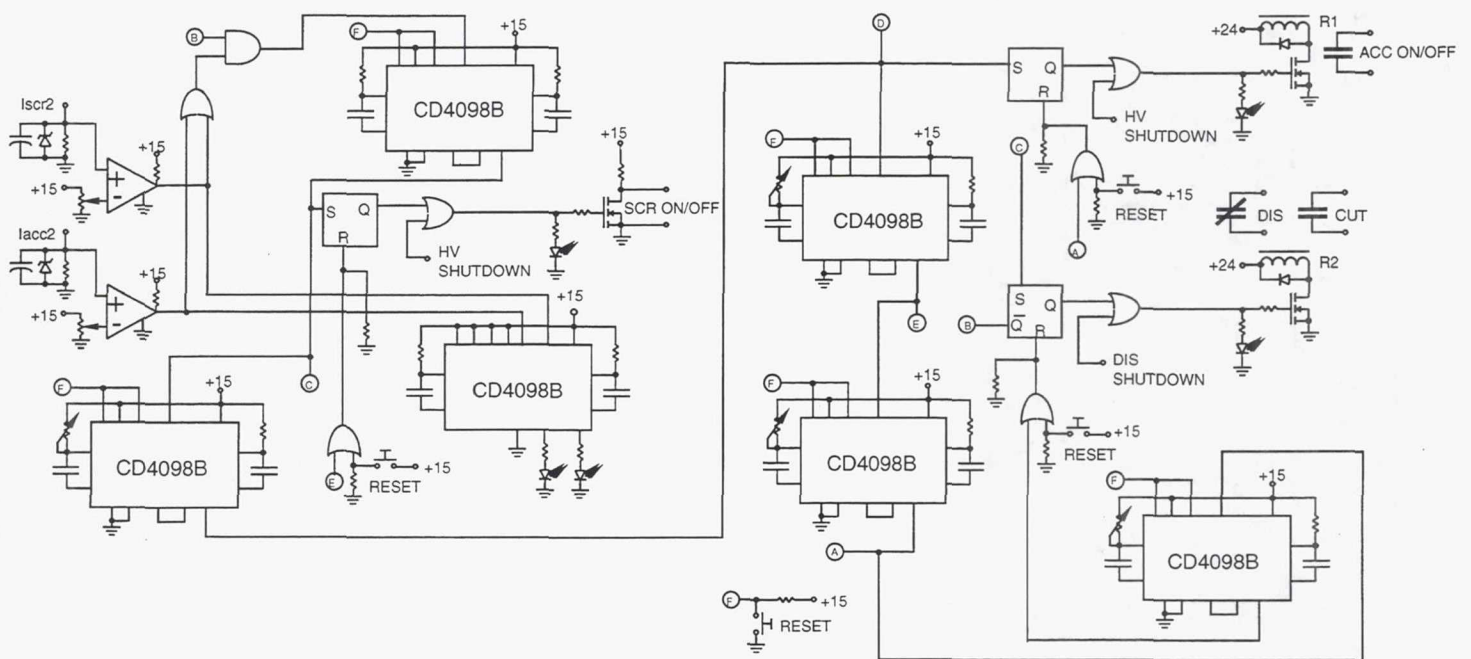 B
F
+15
CD4098B
Iscr2
+15
+
-
+15
Iacc2
+15
+
-
+15
S
Q
R
HV
SHUTDOWN
+15
SCR ON/OFF
+15
CD4098B
C
F
+15
CD4098B
E
RESET
+15
D
F
+15
CD4098B
E
F
+15
CD4098B
A
F
+15
RESET
S
Q
R
HV
SHUTDOWN
+24
R1
ACC ON/OFF
RESET
+15
A
C
DIS
CUT
B
S
Q
Q
R
DIS
SHUTDOWN
+24
R2
RESET
+15
F
+15
CD4098B